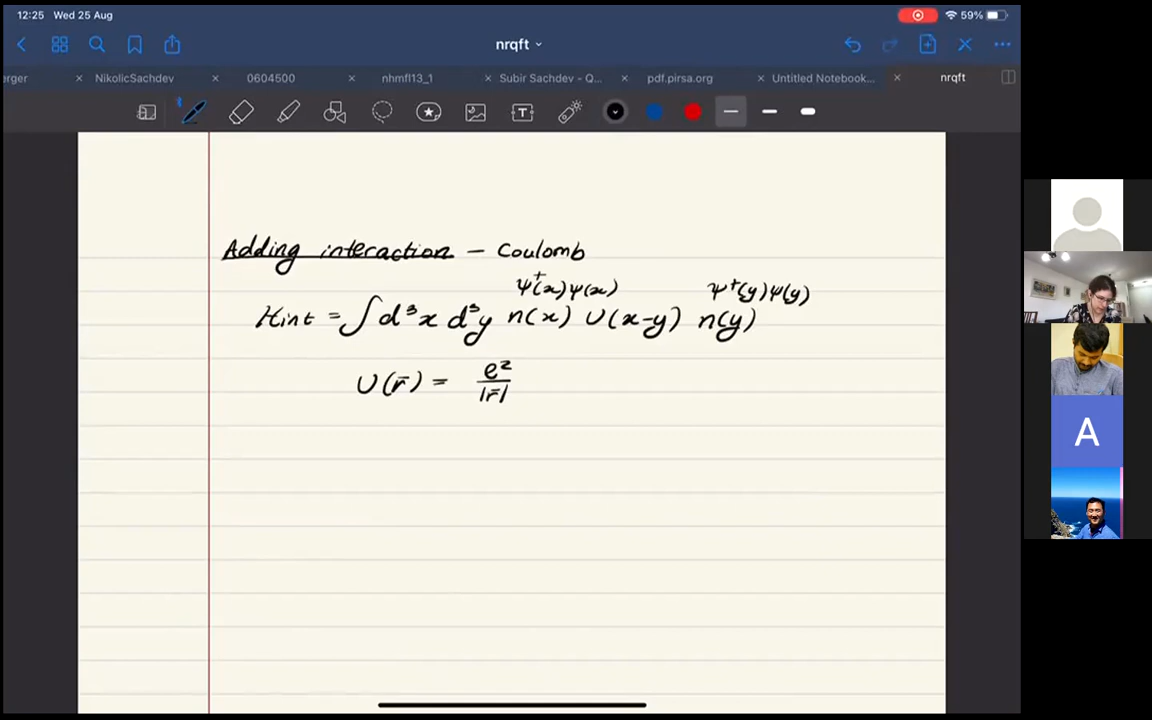 12:25 Wed 25 Aug 59%
nrqft
erger NikolicSachdev 0604500 nhmfl13_1 Subir Sachdev - Q... pdf.pirsa.org Untitled Notebook... nrqft
Adding interaction - Coulomb
ψ†(x)ψ(x) ψ†(y)ψ(y)
Hint = ∫d³x d³y n(x) U(x-y) n(y)
U(r̄) = e²/|r̄|
A